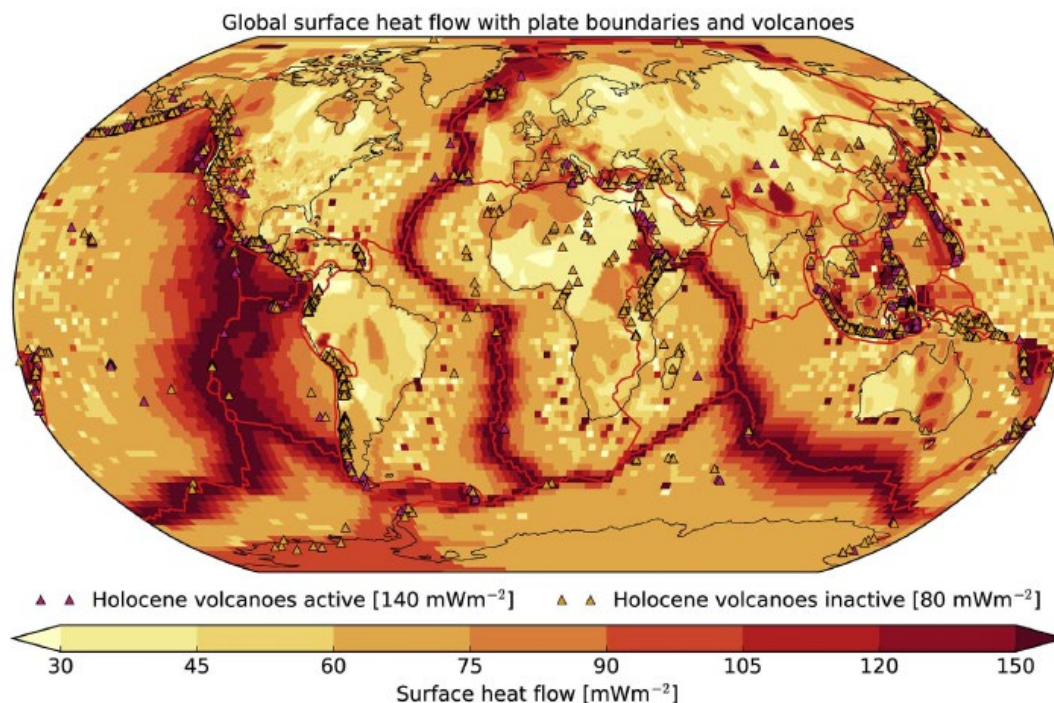 Global surface heat flow with plate boundaries and volcanoes
Holocene volcanoes active [140 mWm⁻²]
Holocene volcanoes inactive [80 mWm⁻²]
30 45 60 75 90 105 120 150
Surface heat flow [mWm⁻²]